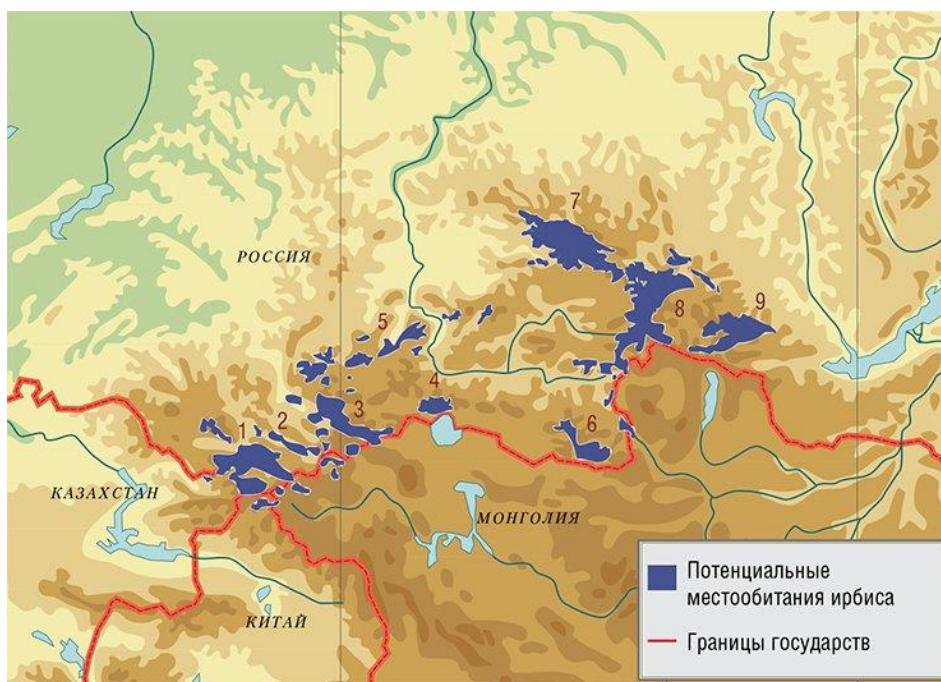 7
РОССИЯ
8
9
5
4
3
2
1
6
КАЗАХСТАН
МОНГОЛИЯ
КИТАЙ
Потенциальные
местообитания ирбиса
Границы государств